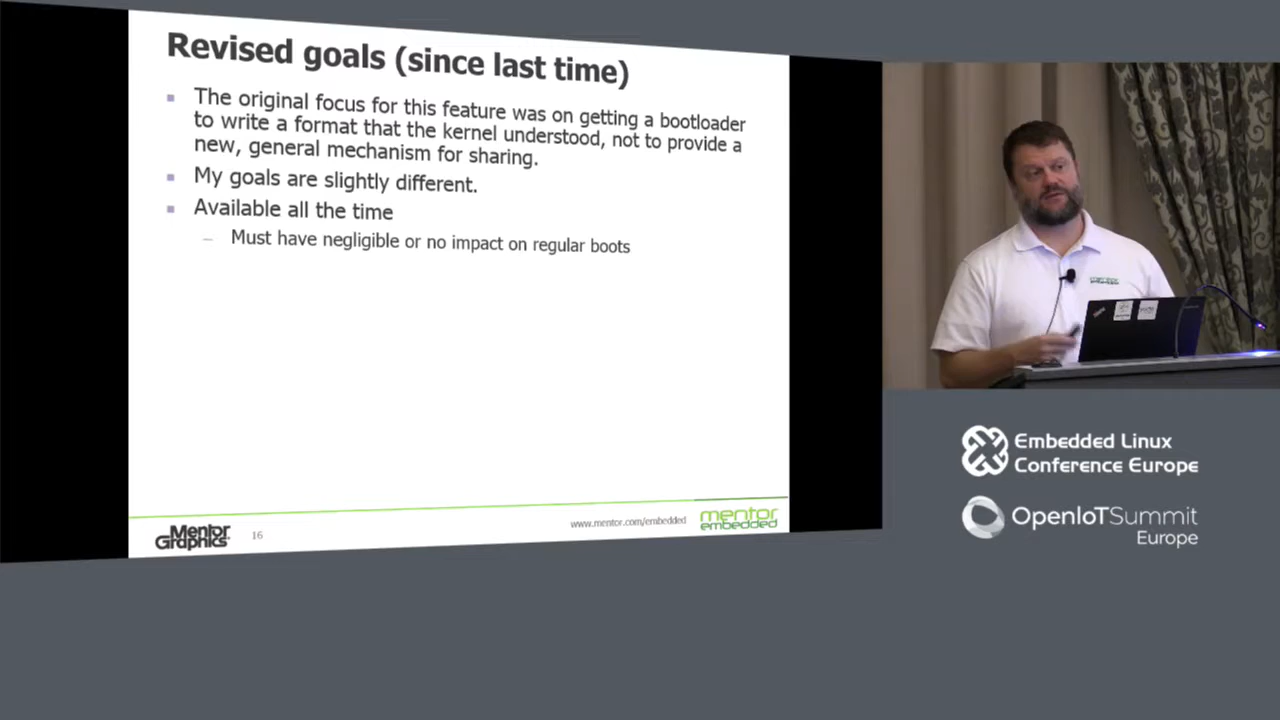 Revised goals (since last time)
The original focus for this feature was on getting a bootloader
to write a format that the kernel understood, not to provide a
new, general mechanism for sharing.
My goals are slightly different.
Available all the time
– Must have negligible or no impact on regular boots
Mentor
Graphics
16
www.mentor.com/embedded
mentor
embedded
Embedded Linux
Conference Europe
OpenIoTSummit
Europe